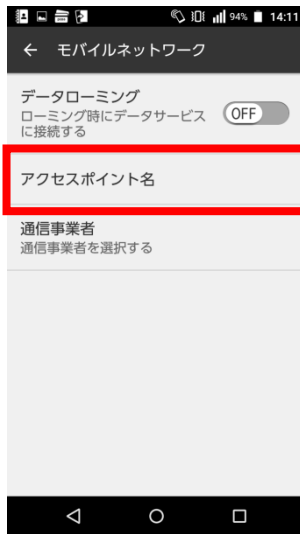 94% 14:11
モバイルネットワーク
データローミング
ローミング時にデータサービス
に接続する
OFF
アクセスポイント名
通信事業者
通信事業者を選択する